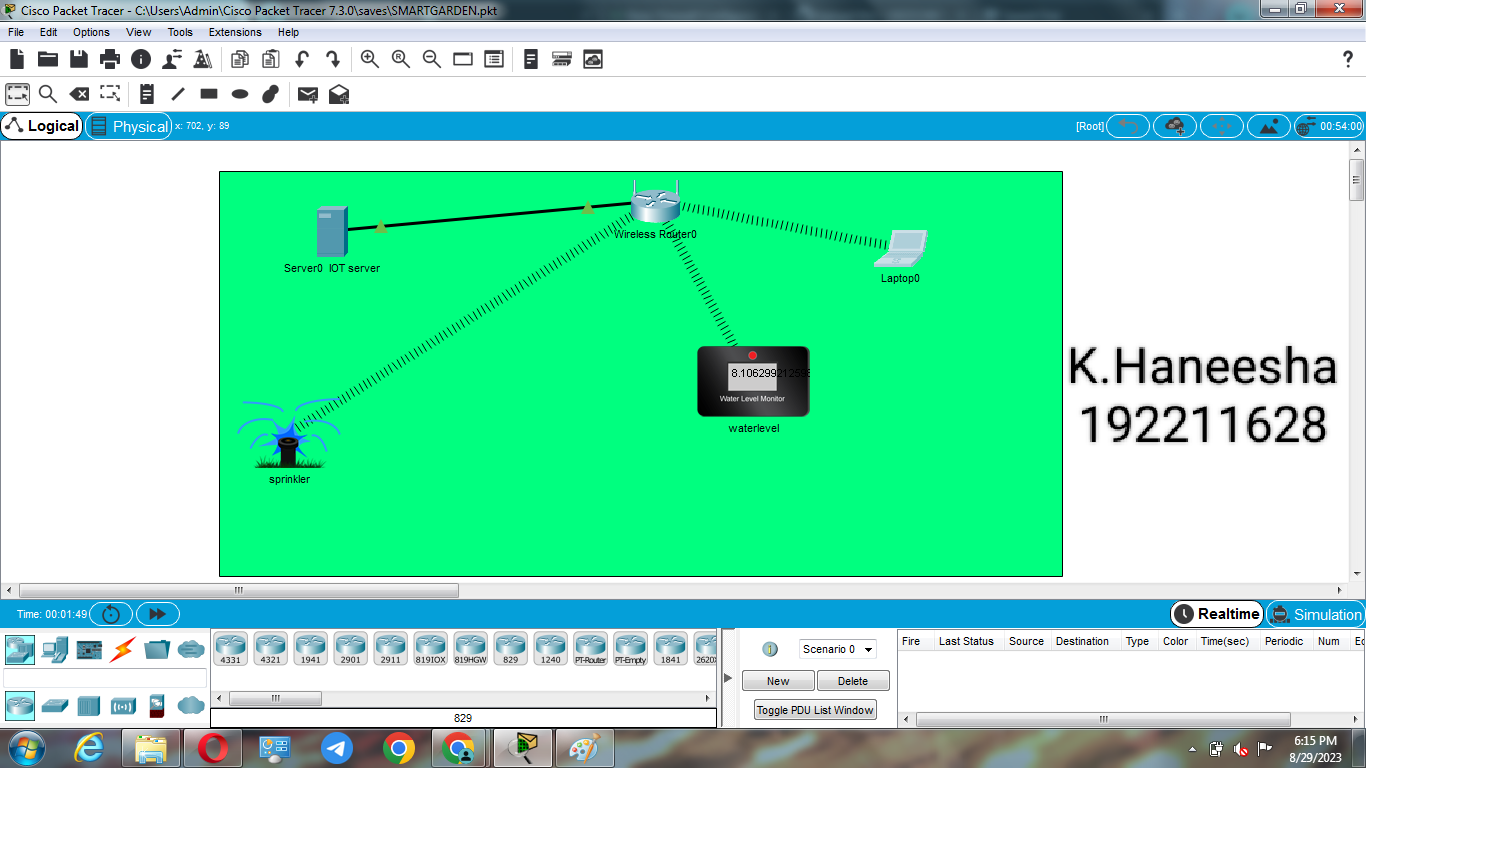 Cisco Packet Tracer - C:\Users\Admin\Cisco Packet Tracer 7.3.0\saves\SMARTGARDEN.pkt
File Edit Options View Tools Extensions Help
Logical Physical x: 702, y: 89 [Root] 00:54:00
Wireless Router0
Server0 IOT server
Laptop0
8.106299212598
Water Level Monitor
waterlevel
sprinkler
K.Haneesha
192211628
Time: 00:01:49 Realtime Simulation
4331 4321 1941 2901 2911 819IOX 819HGW 829 1240 PT-Router PT-Empty 1841 2620X
829
Scenario 0
New Delete
Toggle PDU List Window
Fire Last Status Source Destination Type Color Time(sec) Periodic Num Ec
6:15 PM
8/29/2023